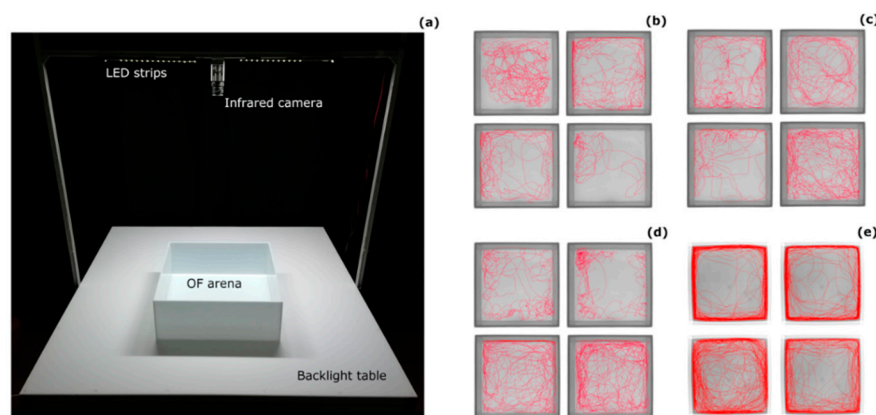 (a)
LED strips
Infrared camera
OF arena
Backlight table
(b)
(c)
(d)
(e)